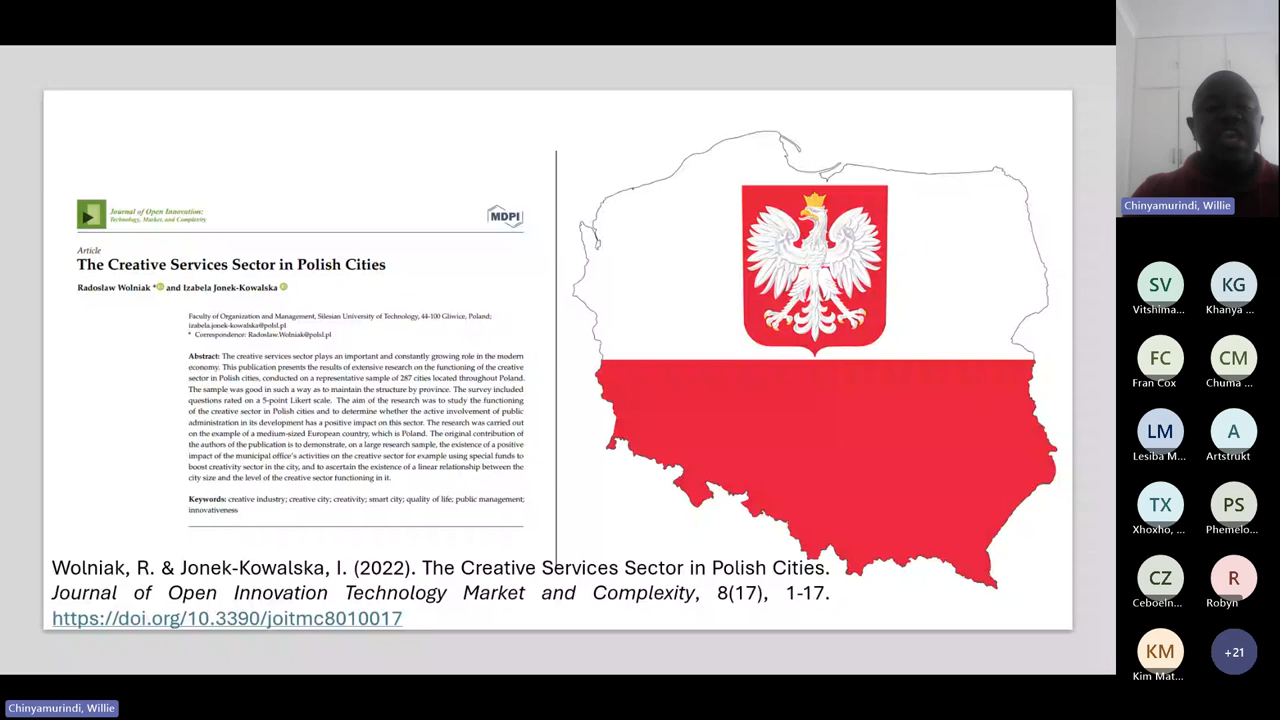 Journal of Open Innovation:
Technology, Market, and Complexity
MDPI
Article
The Creative Services Sector in Polish Cities
Radosław Wolniak * and Izabela Jonek-Kowalska
Faculty of Organization and Management, Silesian University of Technology, 44-100 Gliwice, Poland;
izabela.jonek-kowalska@polsl.pl
* Correspondence: Radoslaw.Wolniak@polsl.pl
Abstract: The creative services sector plays an important and constantly growing role in the modern
economy. This publication presents the results of extensive research on the functioning of the creative
sector in Polish cities, conducted on a representative sample of 287 cities located throughout Poland.
The sample was good in such a way as to maintain the structure by province. The survey included
questions rated on a 5-point Likert scale. The aim of the research was to study the functioning
of the creative sector in Polish cities and to determine whether the active involvement of public
administration in its development has a positive impact on this sector. The research was carried out
on the example of a medium-sized European country, which is Poland. The original contribution of
the authors of the publication is to demonstrate, on a large research sample, the existence of a positive
impact of the municipal office's activities on the creative sector for example using special funds to
boost creativity sector in the city, and to ascertain the existence of a linear relationship between the
city size and the level of the creative sector functioning in it.
Keywords: creative industry; creative city; creativity; smart city; quality of life; public management;
innovativeness
Wolniak, R. & Jonek-Kowalska, I. (2022). The Creative Services Sector in Polish Cities.
Journal of Open Innovation Technology Market and Complexity, 8(17), 1-17.
https://doi.org/10.3390/joitmc8010017
Chinyamurindi, Willie
SV
Vitshima...
KG
Khanya ...
FC
Fran Cox
CM
Chuma ...
LM
Lesiba M...
A
Artstrukt
TX
Xhoxho, ...
PS
Phemelo...
CZ
Ceboeln...
R
Robyn
KM
Kim Mat...
+21
Chinyamurindi, Willie